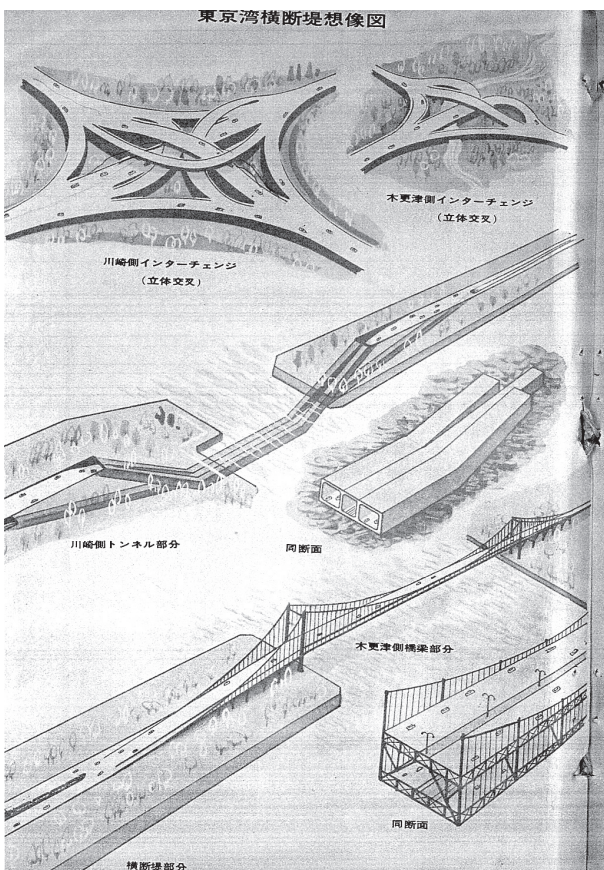 東京湾横断堤想像図
川崎側インターチェンジ
(立体交叉)
木更津側インターチェンジ
(立体交叉)
川崎側トンネル部分
同断面
木更津側橋梁部分
同断面
横断堤部分